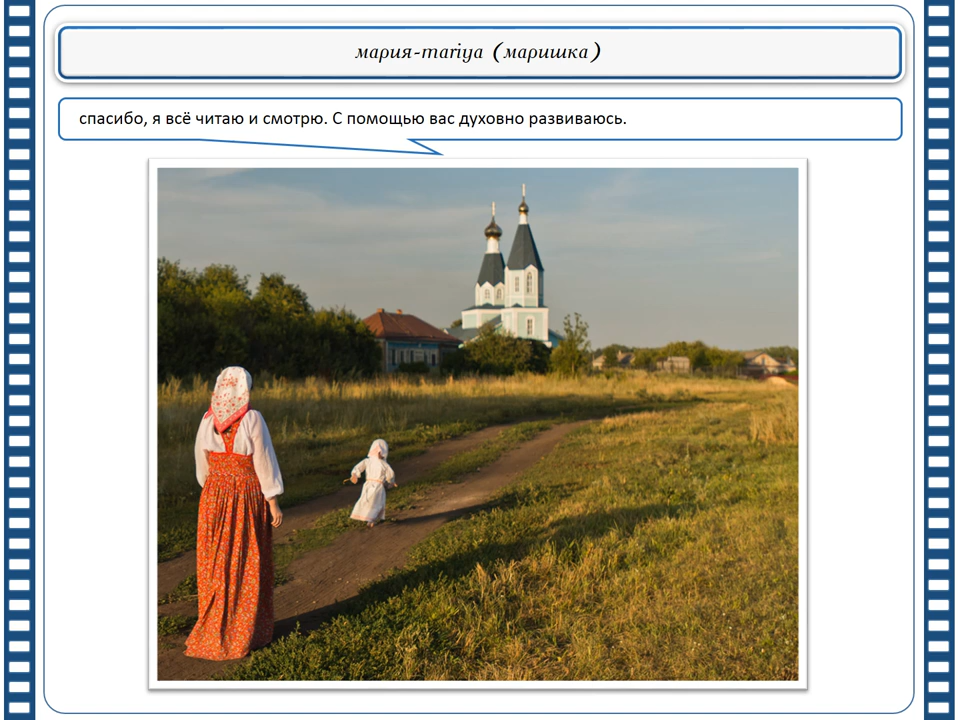 мария-mariya (маришка)
спасибо, я всё читаю и смотрю. С помощью вас духовно развиваюсь.